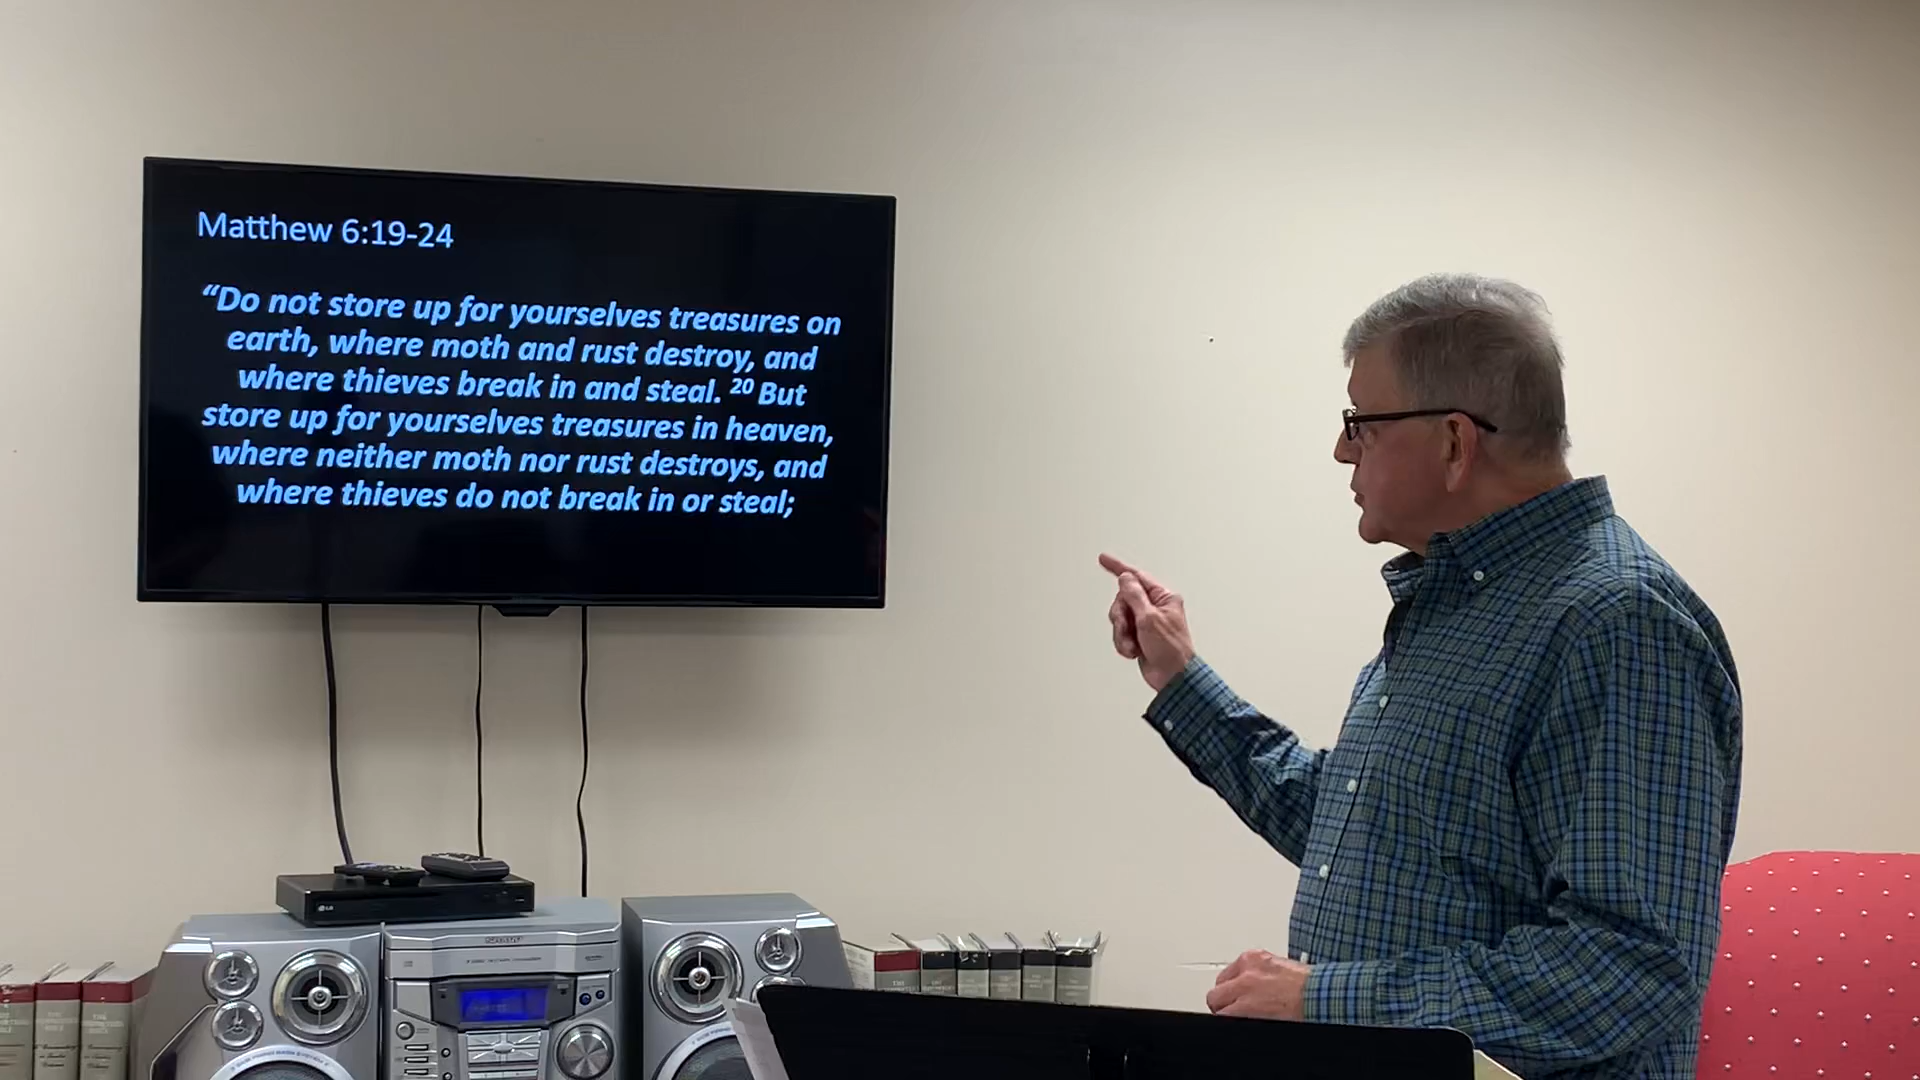 Matthew 6:19-24
“Do not store up for yourselves treasures on
earth, where moth and rust destroy, and
where thieves break in and steal. 20 But
store up for yourselves treasures in heaven,
where neither moth nor rust destroys, and
where thieves do not break in or steal;
LG
SHARP